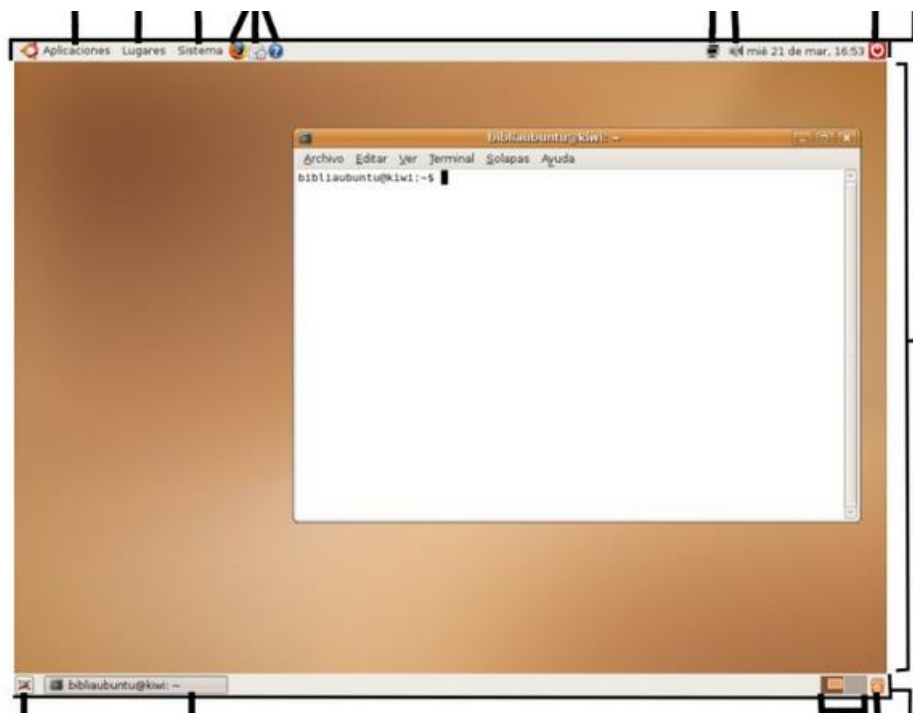 Aplicaciones Lugares Sistema mié 21 de mar, 16:53
bibliaubuntu@kiwi: ~
Archivo Editar Ver Terminal Solapas Ayuda
bibliaubuntu@kiwi:~$
bibliaubuntu@kiwi: ~